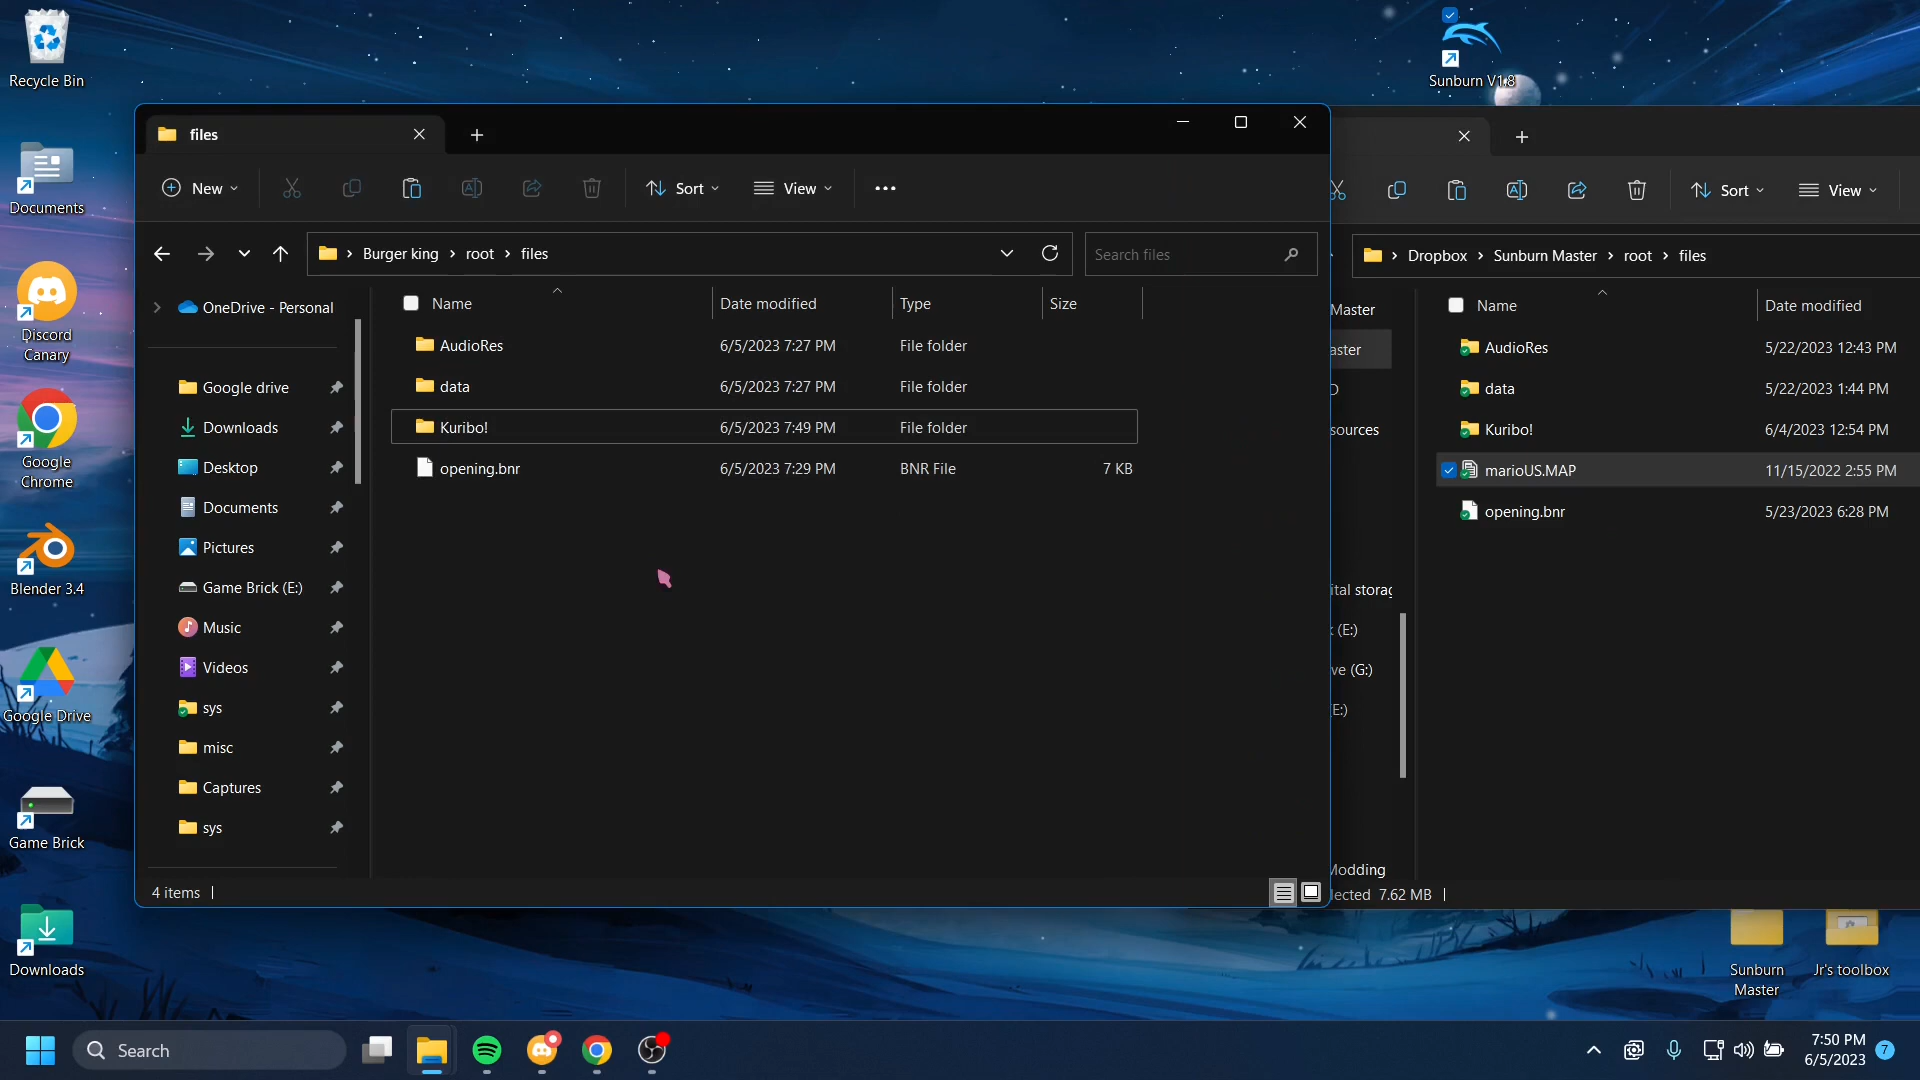 Recycle Bin
Documents
Discord
Canary
Google
Chrome
Blender 3.4
Google Drive
Game Brick
Downloads
Sunburn V1.8
files
New
Sort
View
Burger king
root
files
Search files
OneDrive - Personal
Google drive
Downloads
Desktop
Documents
Pictures
Game Brick (E:)
Music
Videos
sys
misc
Captures
sys
Name Date modified Type Size
AudioRes 6/5/2023 7:27 PM File folder
data 6/5/2023 7:27 PM File folder
Kuribo! 6/5/2023 7:49 PM File folder
opening.bnr 6/5/2023 7:29 PM BNR File 7 KB
4 items
Sort
View
Dropbox
Sunburn Master
root
files
Master
aster
sources
ital storag
(E:)
ve (G:)
E:)
Modding
Name Date modified
AudioRes 5/22/2023 12:43 PM
data 5/22/2023 1:44 PM
Kuribo! 6/4/2023 12:54 PM
marioUS.MAP 11/15/2022 2:55 PM
opening.bnr 5/23/2023 6:28 PM
lected 7.62 MB
Sunburn
Master
Jr's toolbox
Search
7:50 PM
6/5/2023
7